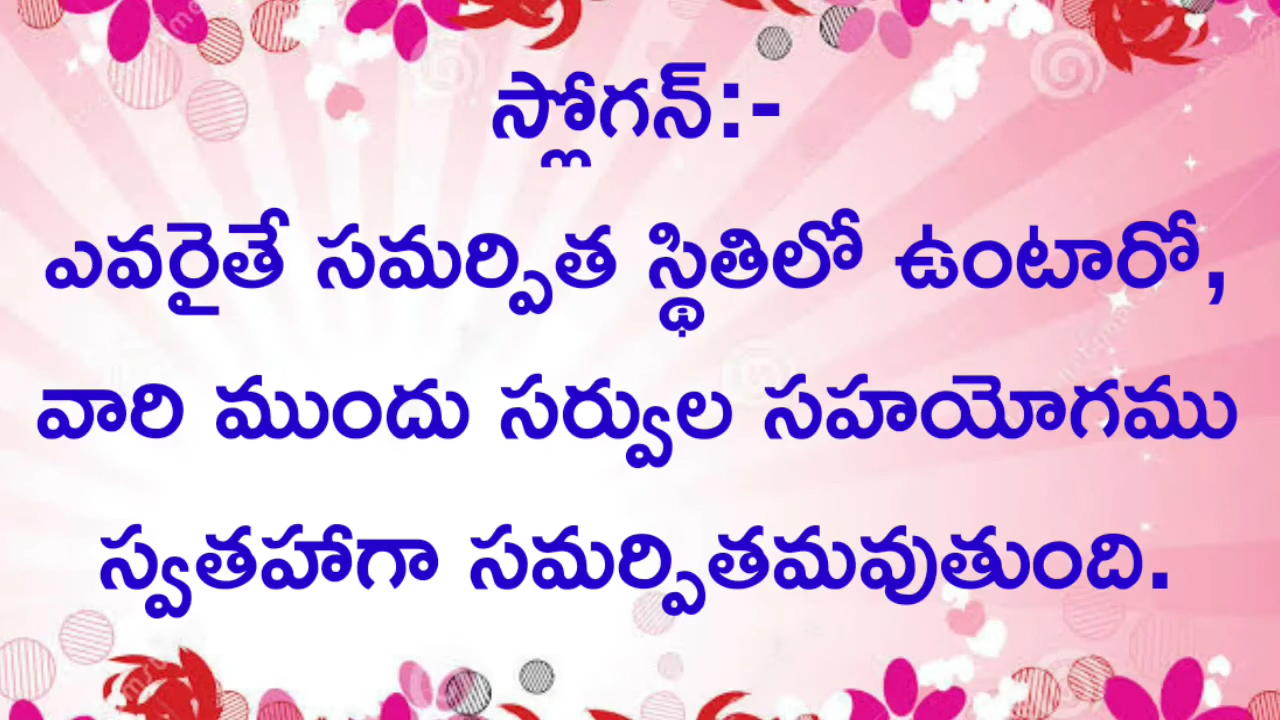 స్లోగన్:-
ఎవరైతే సమర్పిత స్థితిలో ఉంటారో,
వారి ముందు సర్వుల సహయోగము
స్వతహాగా సమర్పితమవుతుంది.